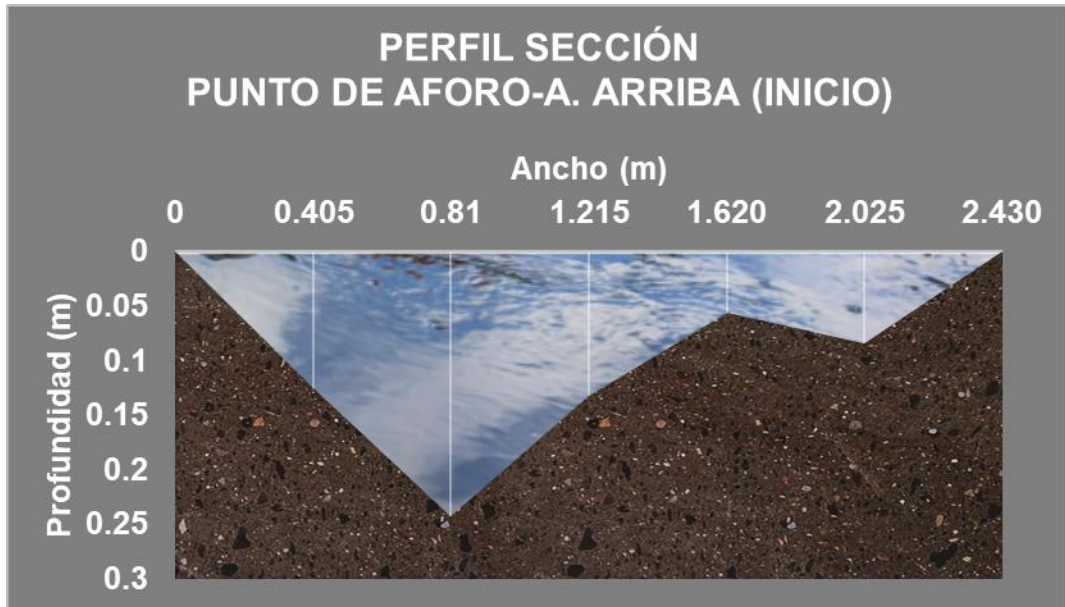 PERFIL SECCIÓN
PUNTO DE AFORO-A. ARRIBA (INICIO)
Ancho (m)
0 0.405 0.81 1.215 1.620 2.025 2.430
Profundidad (m)
0
0.05
0.1
0.15
0.2
0.25
0.3